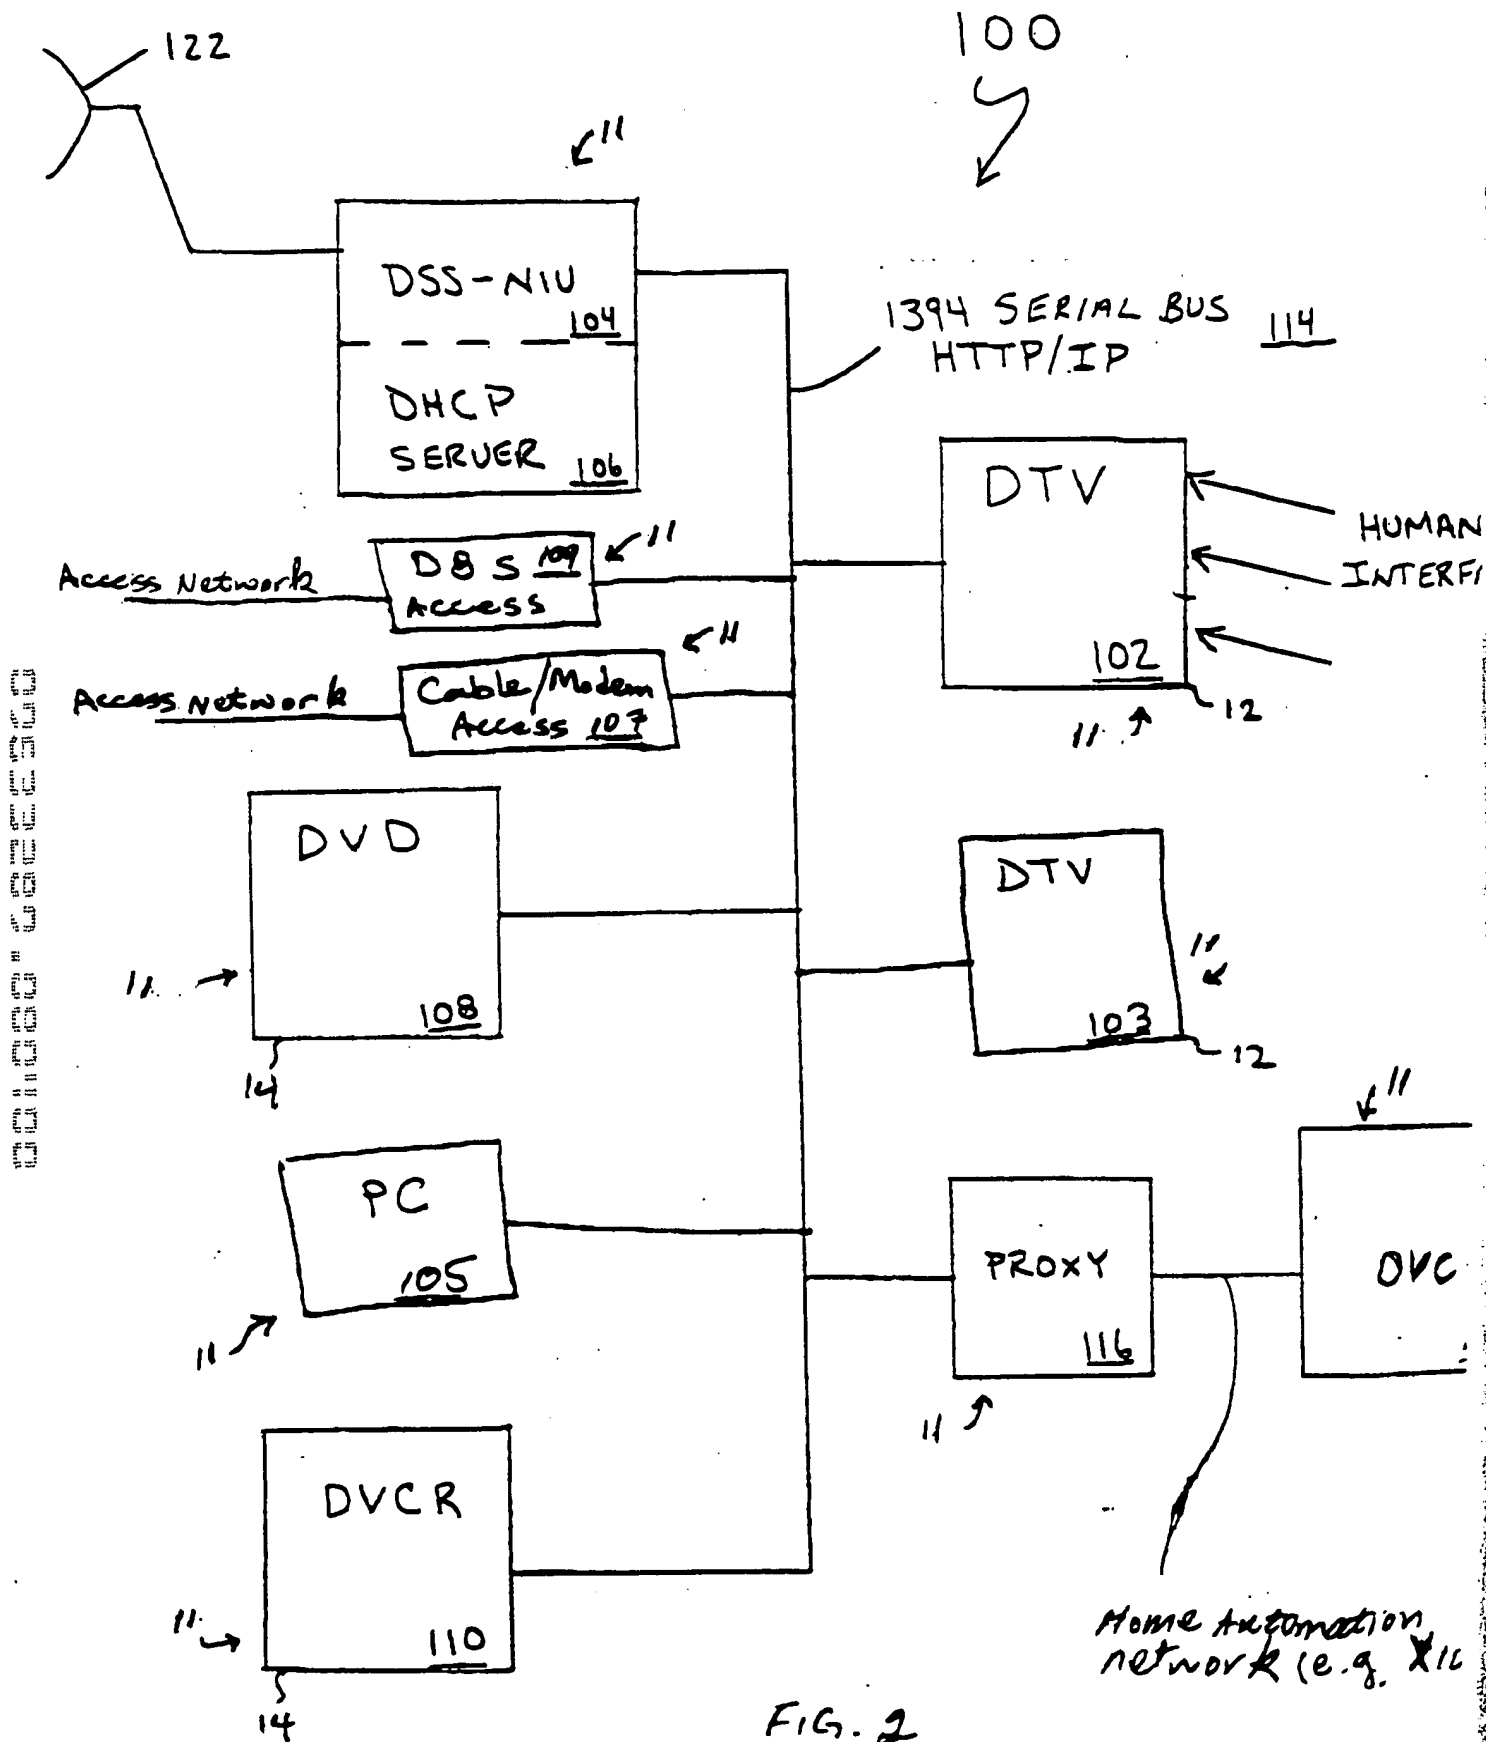 122
100
11
DSS-NIU
104
DHCP
SERVER
106
1394 SERIAL BUS
HTTP/IP
114
DTV
102
12
11
HUMAN
INTERF
Access Network
DBS 109
Access
11
Access Network
Cable/Modem
Access 107
11
DVD
108
11
14
DTV
103
11
12
PC
105
11
PROXY
116
11
11
OVC
DVCR
110
11
14
Home Automation
network (e.g. X10
FIG. 2